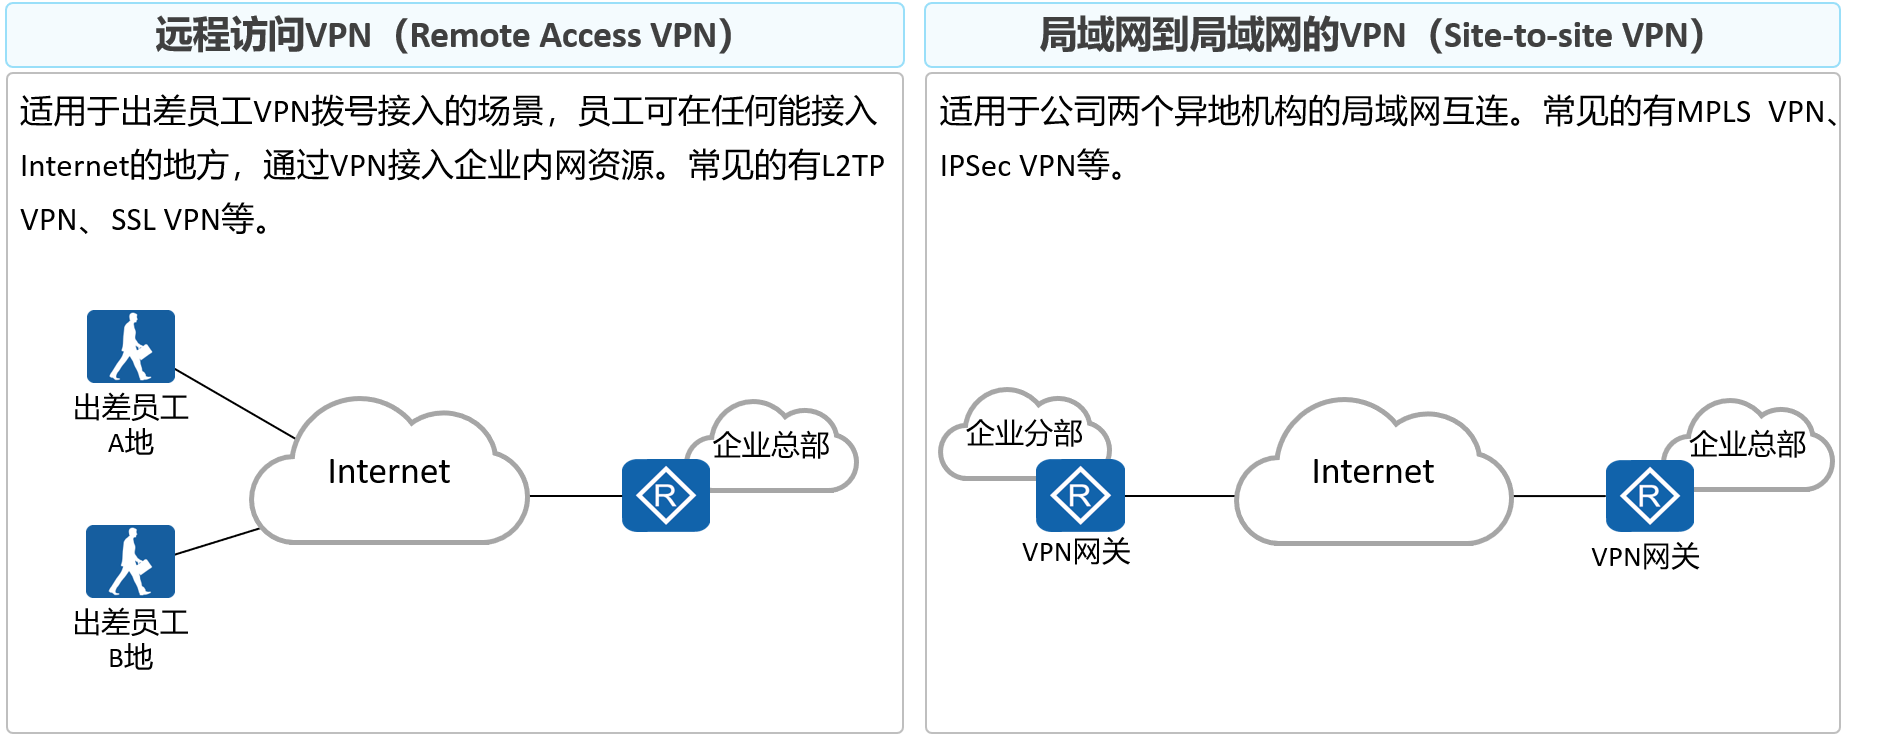 远程访问VPN（Remote Access VPN）
适用于出差员工VPN拨号接入的场景，员工可在任何能接入
Internet的地方，通过VPN接入企业内网资源。常见的有L2TP
VPN、SSL VPN等。
出差员工
A地
Internet
企业总部
R
出差员工
B地
局域网到局域网的VPN（Site-to-site VPN）
适用于公司两个异地机构的局域网互连。常见的有MPLS VPN、
IPSec VPN等。
企业分部
R
VPN网关
Internet
企业总部
R
VPN网关